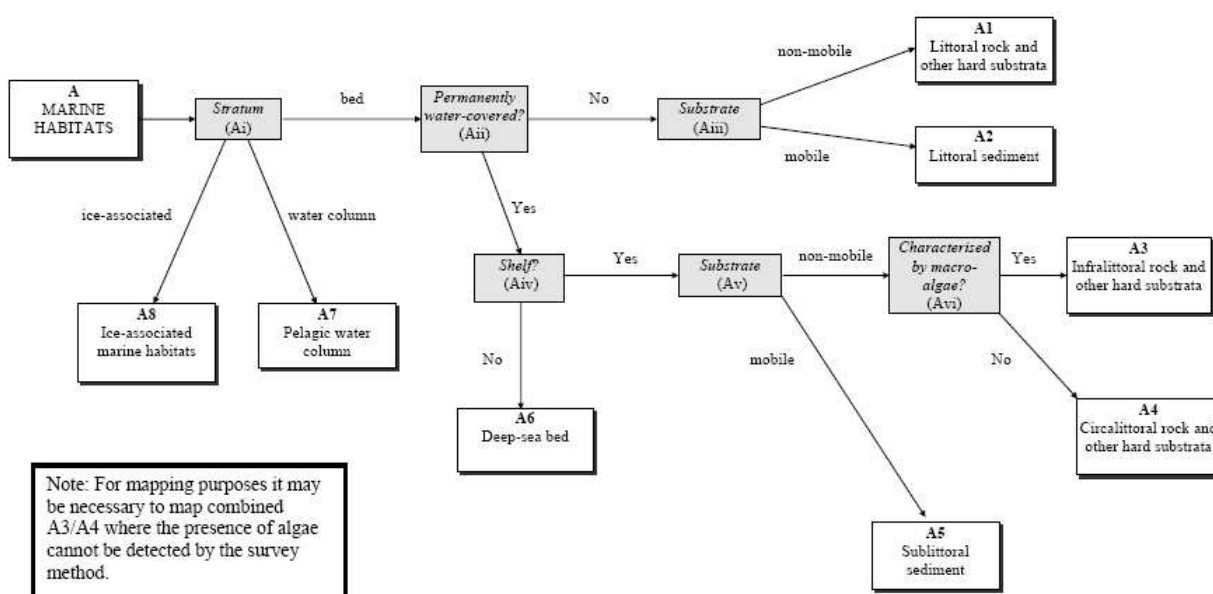 A
MARINE
HABITATS
Stratum
(Ai)
bed
Permanently
water-covered?
(Aii)
No
Substrate
(Aiii)
non-mobile
A1
Littoral rock and
other hard substrata
mobile
A2
Littoral sediment
ice-associated
water column
Yes
A8
Ice-associated
marine habitats
A7
Pelagic water
column
Shelf?
(Aiv)
Yes
Substrate
(Av)
non-mobile
Characterised
by macro-
algae?
(Avi)
Yes
A3
Infralittoral rock and
other hard substrata
No
mobile
No
A6
Deep-sea bed
A4
Circalittoral rock and
other hard substrata
A5
Sublittoral
sediment
Note: For mapping purposes it may
be necessary to map combined
A3/A4 where the presence of algae
cannot be detected by the survey
method.